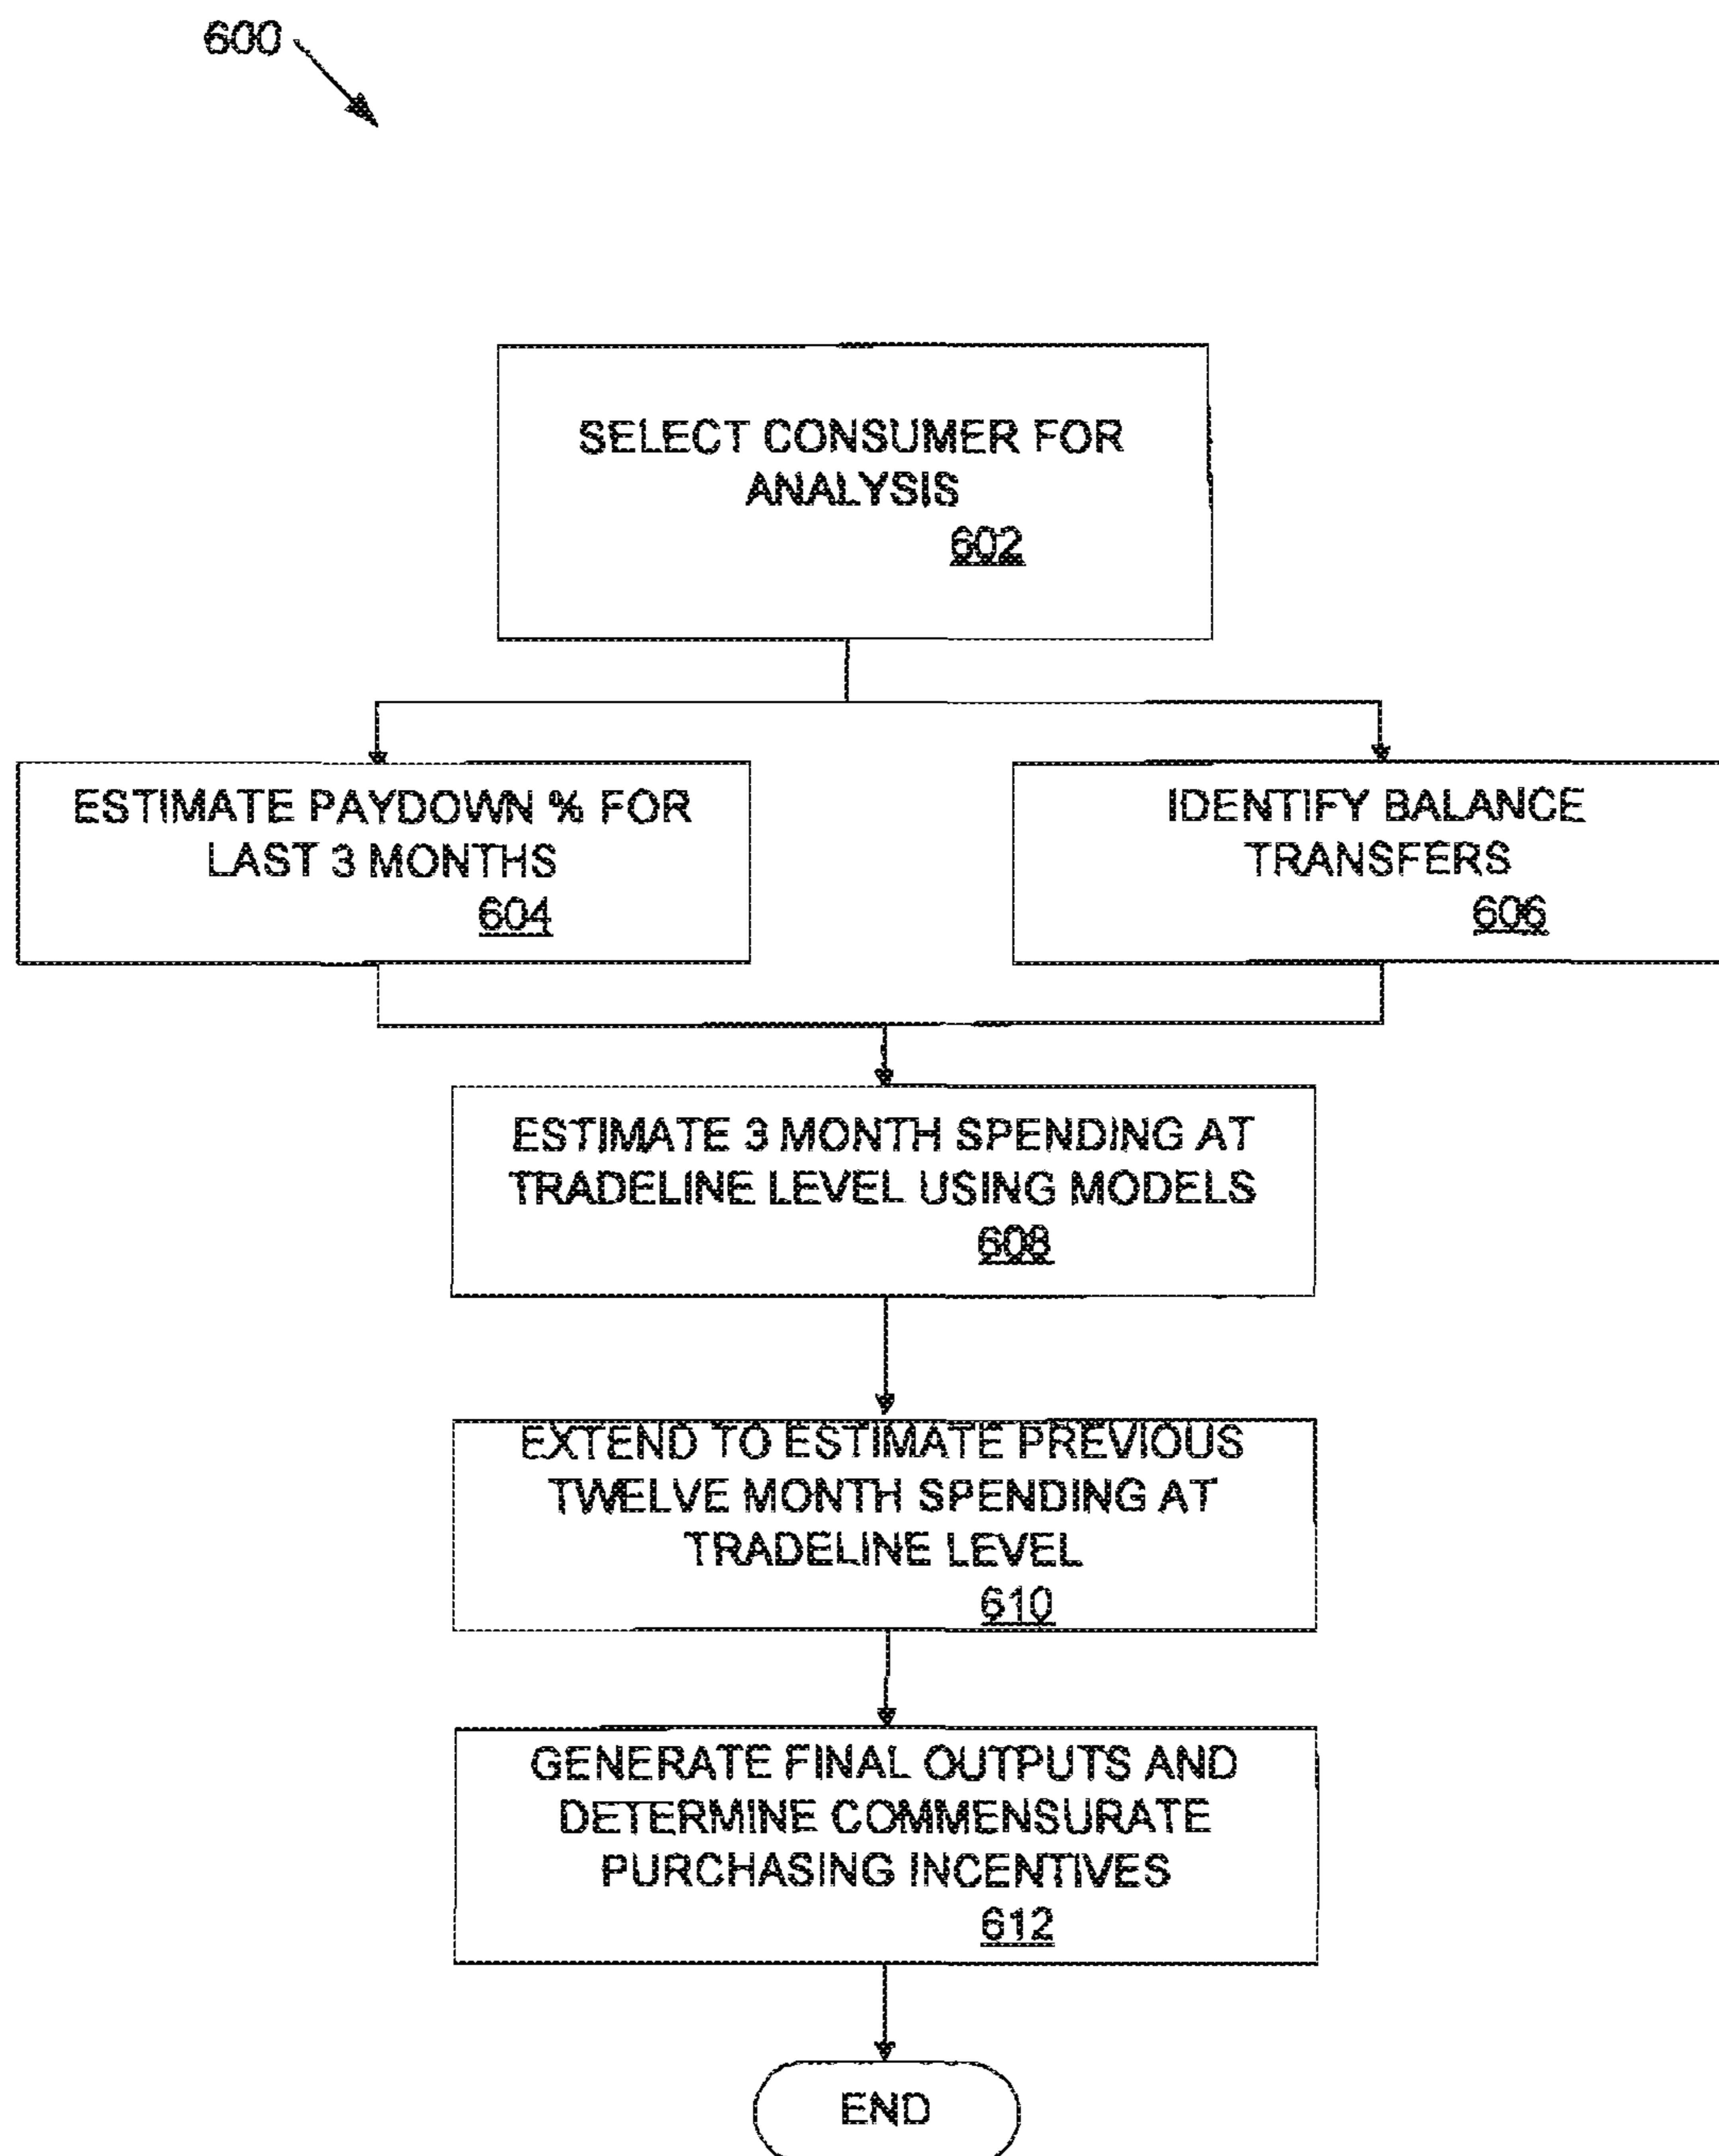 600
SELECT CONSUMER FOR
ANALYSIS
602
ESTIMATE PAYDOWN % FOR
LAST 3 MONTHS
604
IDENTIFY BALANCE
TRANSFERS
606
ESTIMATE 3 MONTH SPENDING AT
TRADELINE LEVEL USING MODELS
608
EXTEND TO ESTIMATE PREVIOUS
TWELVE MONTH SPENDING AT
TRADELINE LEVEL
610
GENERATE FINAL OUTPUTS AND
DETERMINE COMMENSURATE
PURCHASING INCENTIVES
612
END